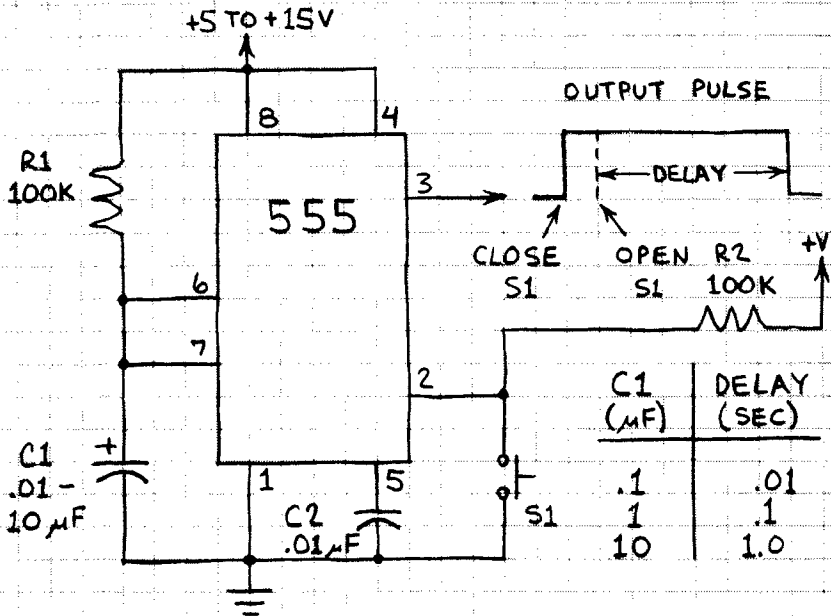 +5 TO +15V
8
4
OUTPUT PULSE
R1
100K
3
DELAY
555
CLOSE
S1
OPEN
S1
R2
100K
+V
6
7
2
C1
(μF)
DELAY
(SEC)
+
C1
.01 -
10 μF
1
5
C2
.01μF
S1
.1 .01
1 .1
10 1.0